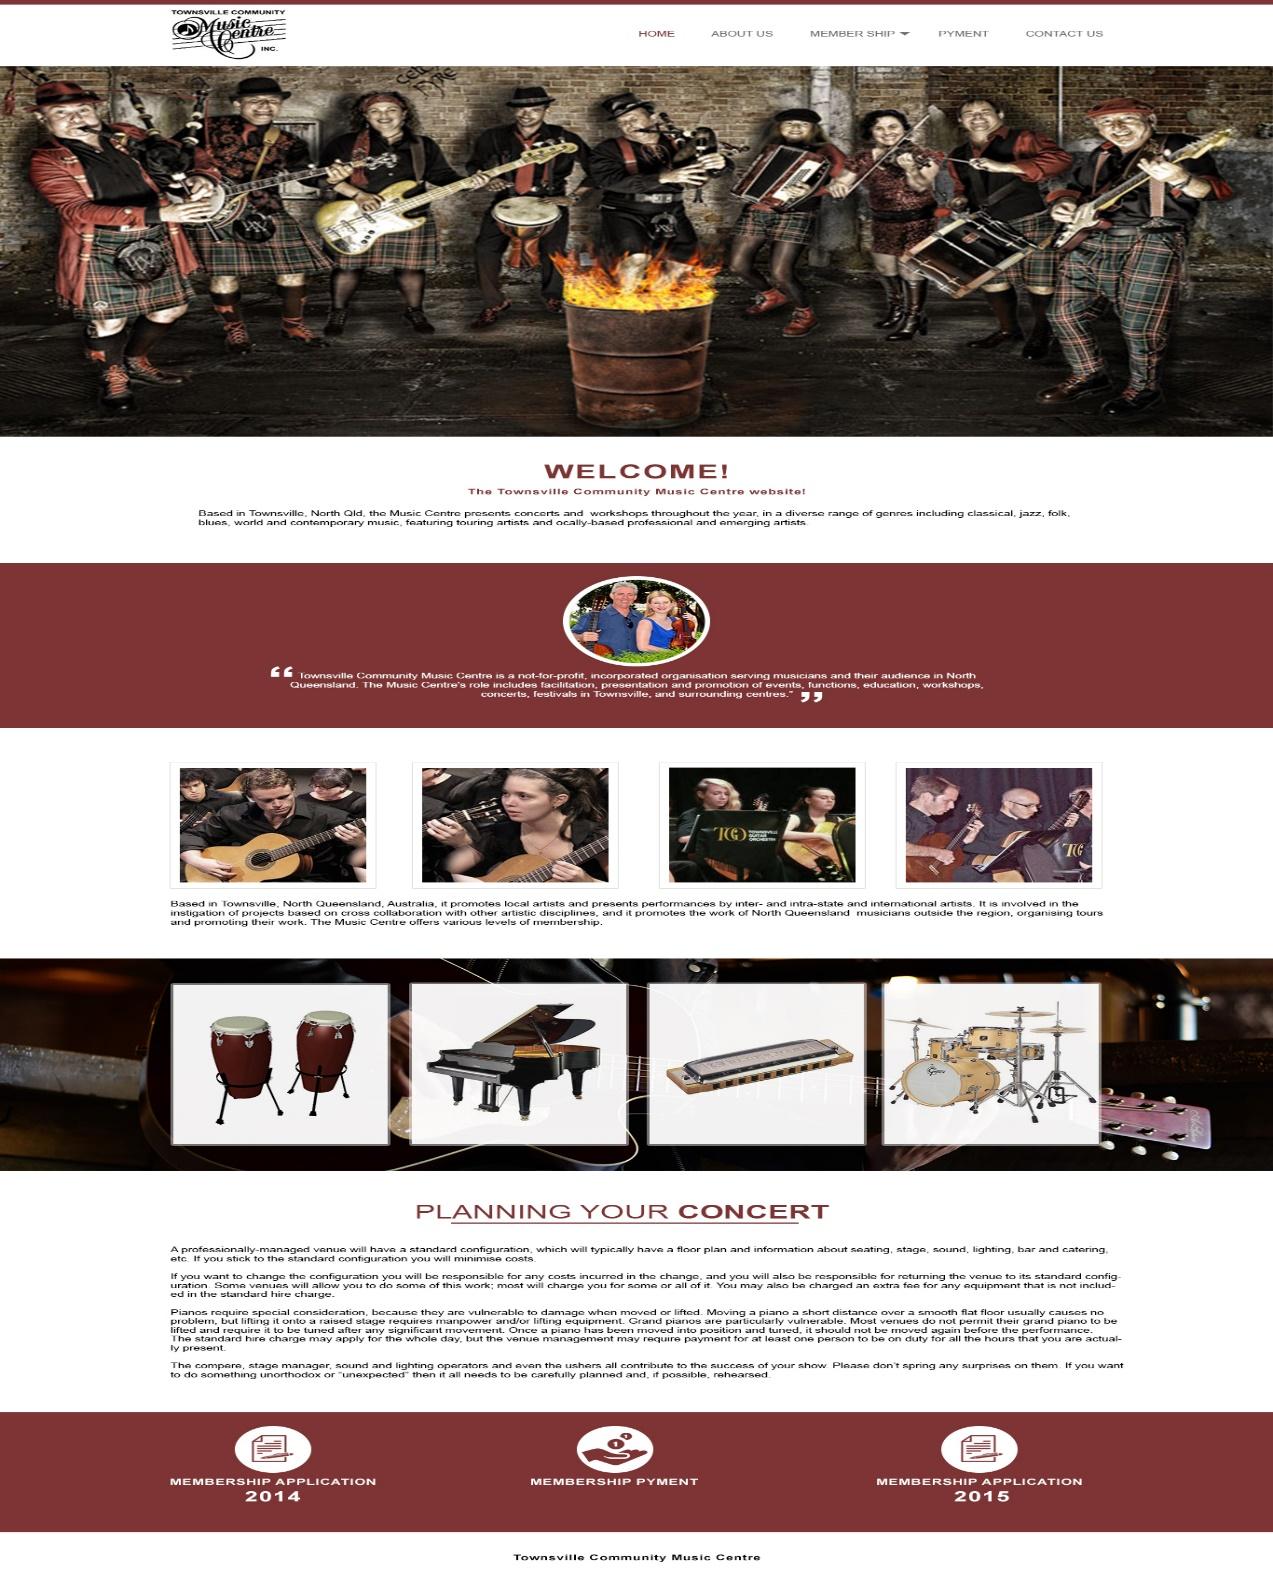 TOWNSVILLE COMMUNITY
Music
Centre
INC.
HOME ABOUT US MEMBER SHIP PYMENT CONTACT US
WELCOME!
The Townsville Community Music Centre website!
Based in Townsville, North Qld, the Music Centre presents concerts and workshops throughout the year, in a diverse range of genres including classical, jazz, folk,
blues, world and contemporary music, featuring touring artists and ocally-based professional and emerging artists.
“ Townsville Community Music Centre is a not-for-profit, incorporated organisation serving musicians and their audience in North
Queensland. The Music Centre's role includes facilitation, presentation and promotion of events, functions, education, workshops,
concerts, festivals in Townsville, and surrounding centres.” ”
TGO TOWNSVILLE
GUITAR
ORCHESTRA
TG
Based in Townsville, North Queensland, Australia, it promotes local artists and presents performances by inter- and intra-state and international artists. It is involved in the
instigation of projects based on cross collaboration with other artistic disciplines, and it promotes the work of North Queensland musicians outside the region, organising tours
and promoting their work. The Music Centre offers various levels of membership.
PLANNING YOUR CONCERT
A professionally-managed venue will have a standard configuration, which will typically have a floor plan and information about seating, stage, sound, lighting, bar and catering,
etc. If you stick to the standard configuration you will minimise costs.
If you want to change the configuration you will be responsible for any costs incurred in the change, and you will also be responsible for returning the venue to its standard config-
uration. Some venues will allow you to do some of this work; most will charge you for some or all of it. You may also be charged an extra fee for any equipment that is not includ-
ed in the standard hire charge.
Pianos require special consideration, because they are vulnerable to damage when moved or lifted. Moving a piano a short distance over a smooth flat floor usually causes no
problem, but lifting it onto a raised stage requires manpower and/or lifting equipment. Grand pianos are particularly vulnerable. Most venues do not permit their grand piano to be
lifted and require it to be tuned after any significant movement. Once a piano has been moved into position and tuned, it should not be moved again before the performance.
The standard hire charge may apply for the whole day, but the venue management may require payment for at least one person to be on duty for all the hours that you are actual-
ly present.
The compere, stage manager, sound and lighting operators and even the ushers all contribute to the success of your show. Please don't spring any surprises on them. If you want
to do something unorthodox or “unexpected” then it all needs to be carefully planned and, if possible, rehearsed.
MEMBERSHIP APPLICATION
2014
MEMBERSHIP PYMENT
MEMBERSHIP APPLICATION
2015
Townsville Community Music Centre